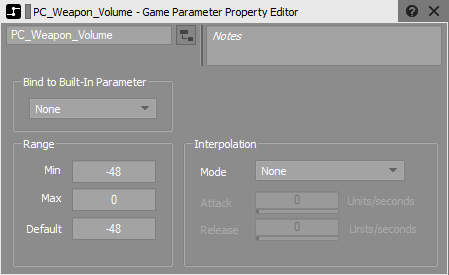 PC_Weapon_Volume - Game Parameter Property Editor
PC_Weapon_Volume
Notes
Bind to Built-In Parameter
None
Range
Min -48
Max 0
Default -48
Interpolation
Mode None
Attack 0 Units/seconds
Release 0 Units/seconds